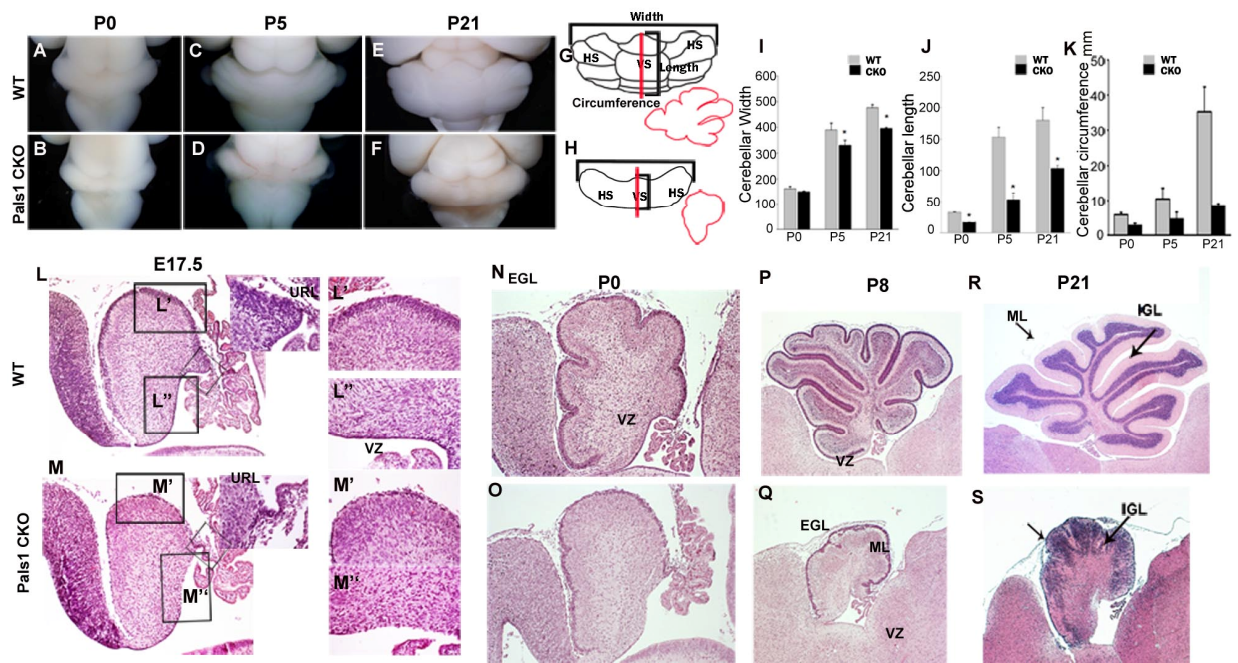 P0 P5 P21
WT
A C E
Pals1 CKO
B D F
G
Width
HS VS HS
Length
Circumference
H
HS VS HS
I
WT
CKO
Cerebellar Width
600
500
400
300
400
200
100
0
* *
P0 P5 P21
J
WT
CKO
Cerebellar length
250
200
150
100
50
0
* * *
P0 P5 P21
K
WT
CKO
Cerebellar circumference mm
50
40
30
20
10
0
P0 P5 P21
E17.5
WT
L
L’
L”
URL
L’
L”
VZ
Pals1 CKO
M
M’
M“
URL
M’
M“
N EGL P0
VZ
O
P P8
VZ
Q
EGL
ML
VZ
R P21
ML
IGL
S
IGL